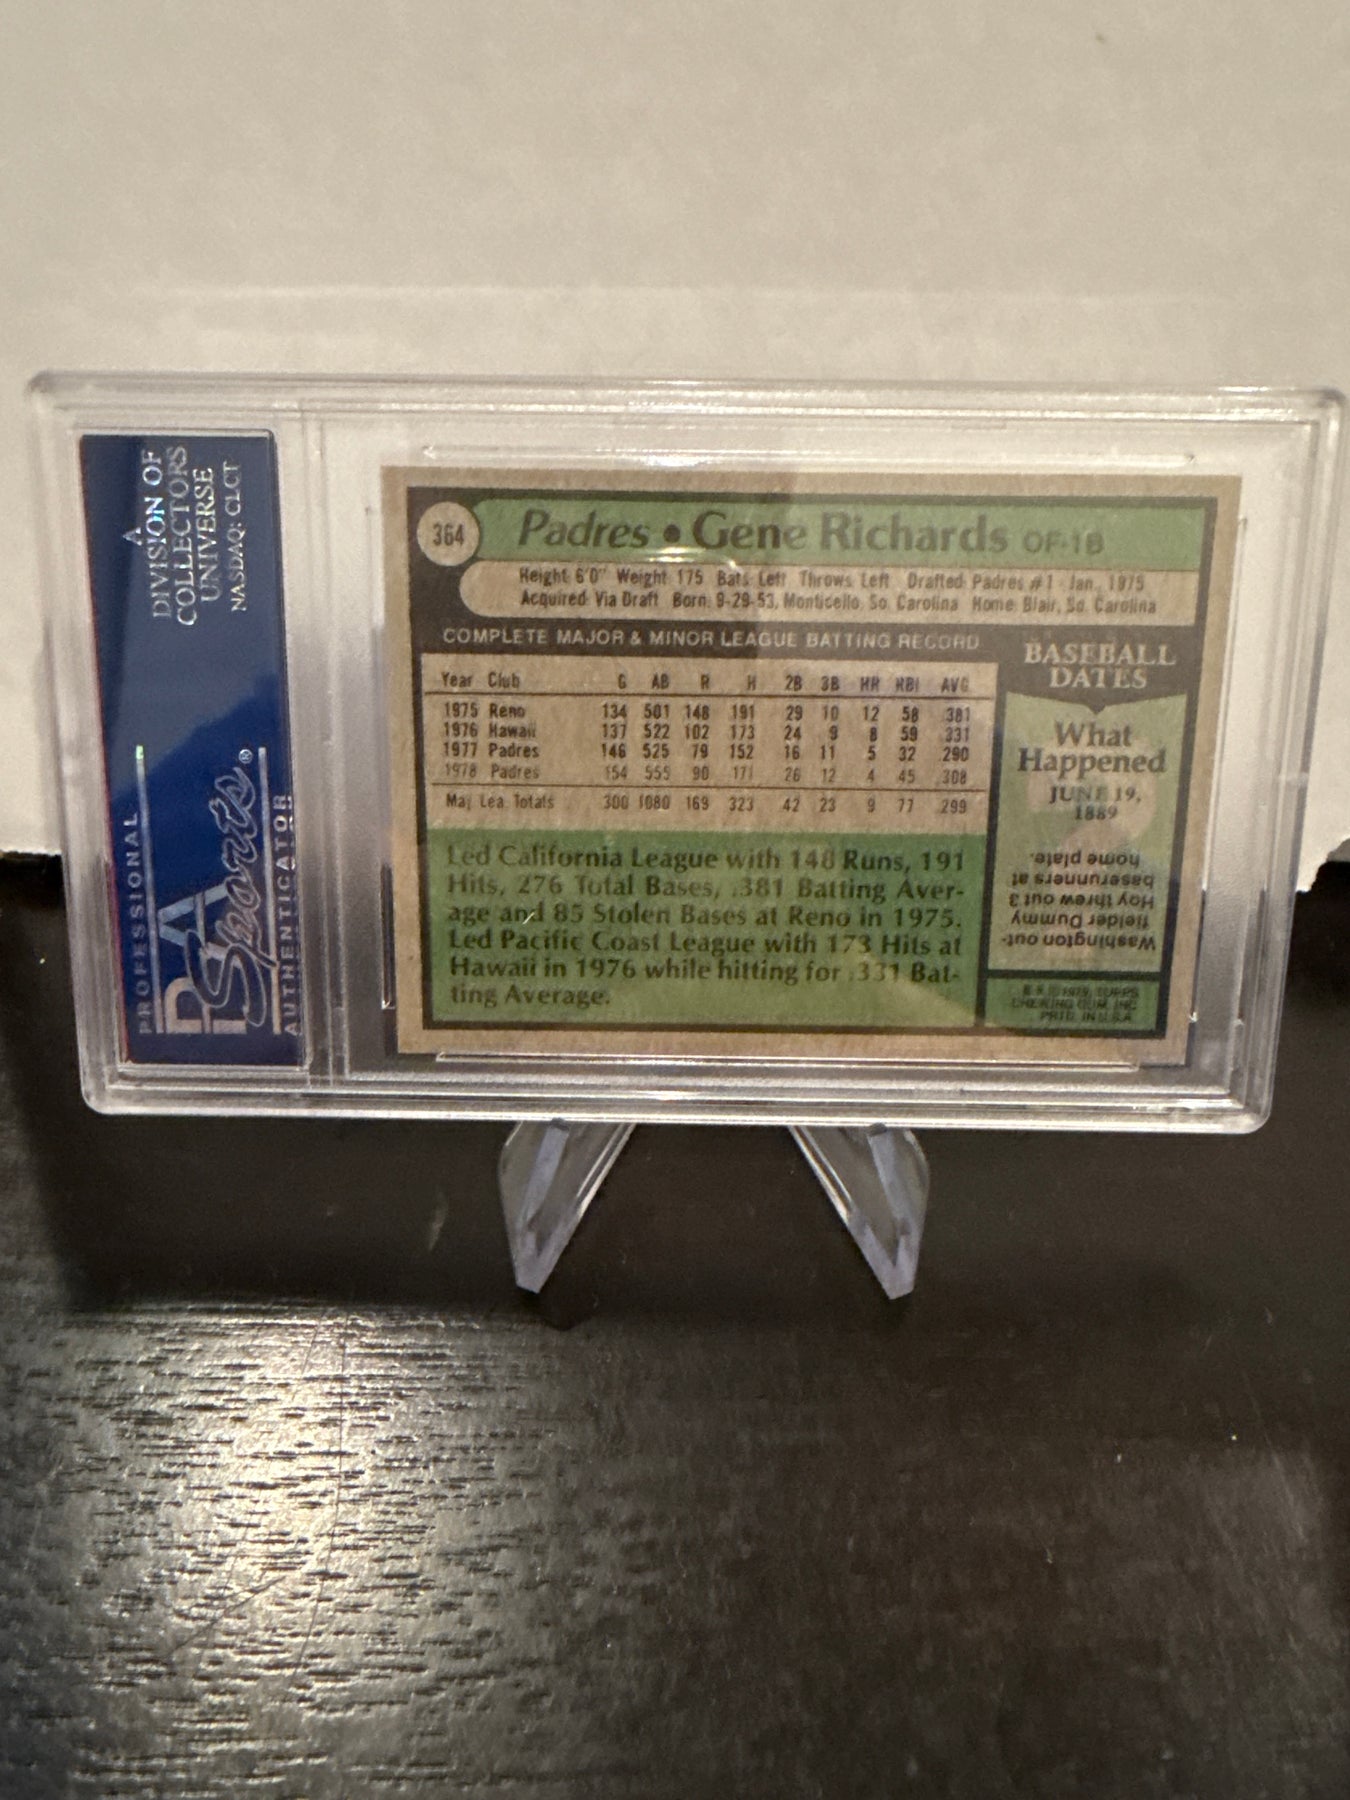 A
DIVISION OF
COLLECTORS
UNIVERSE
NASDAQ: CLCT
PROFESSIONAL
PSA
Sports®
AUTHENTICATOR
364
Padres • Gene Richards OF-1B
Height: 6'0" Weight: 175 Bats: Left Throws: Left Drafted: Padres #1 - Jan., 1975
Acquired: Via Draft Born: 9-29-53, Monticello, So. Carolina Home: Blair, So. Carolina
COMPLETE MAJOR & MINOR LEAGUE BATTING RECORD
Year Club G AB R H 2B 3B HR RBI AVG
1975 Reno 134 501 148 191 29 10 12 58 .381
1976 Hawaii 137 522 102 173 24 9 8 59 .331
1977 Padres 146 525 79 152 16 11 5 32 .290
1978 Padres 154 555 90 171 26 12 4 45 .308
Maj. Lea. Totals 300 1080 169 323 42 23 9 77 .299
Led California League with 148 Runs, 191
Hits, 276 Total Bases, .381 Batting Aver-
age and 85 Stolen Bases at Reno in 1975.
Led Pacific Coast League with 173 Hits at
Hawaii in 1976 while hitting for .331 Bat-
ting Average.
BASEBALL
DATES
What
Happened
JUNE 19,
1889
Washington out-
fielder Dummy
Hoy threw out 3
baserunners at
home plate.
© 1979, TOPPS
CHEWING GUM, INC.
PRTD. IN U.S.A.